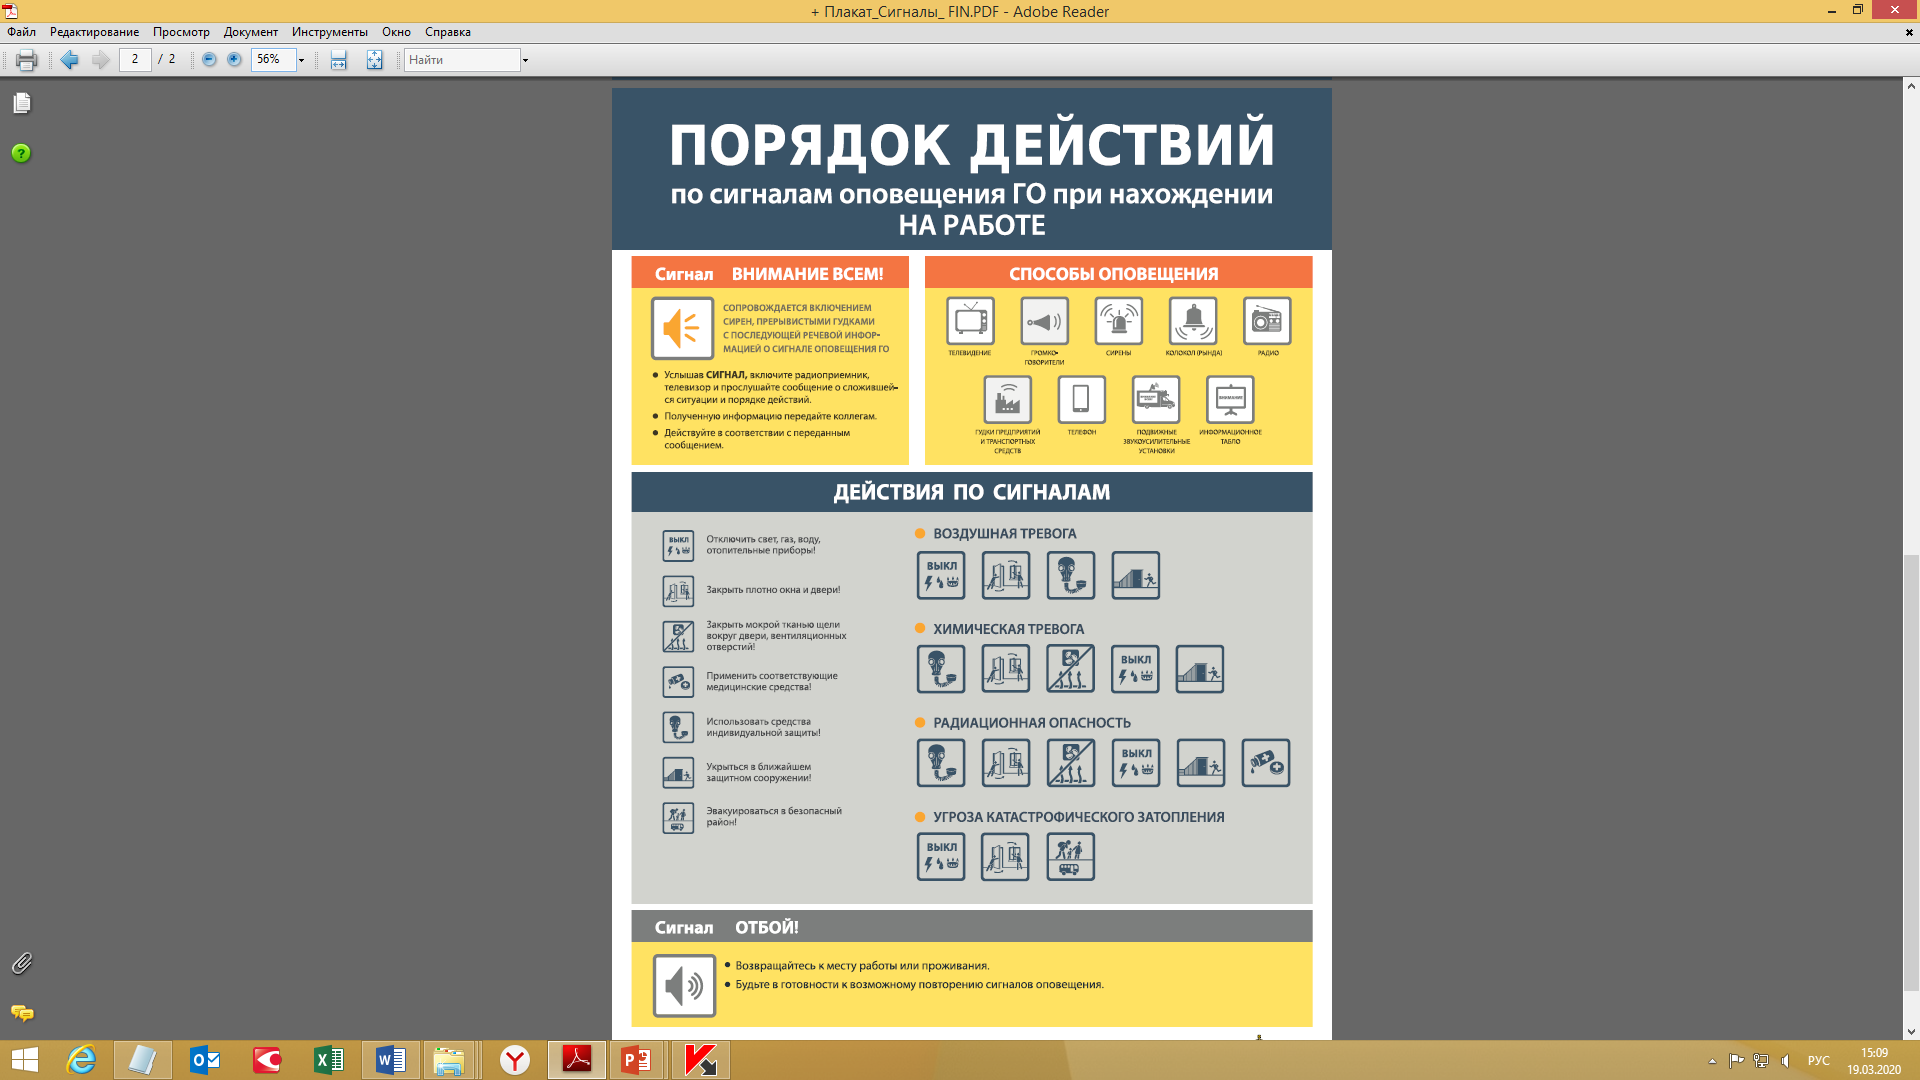 + Плакат_Сигналы_ FIN.PDF - Adobe Reader
Файл Редактирование Просмотр Документ Инструменты Окно Справка
2 / 2 56% Найти
ПОРЯДОК ДЕЙСТВИЙ
по сигналам оповещения ГО при нахождении
НА РАБОТЕ
Сигнал ВНИМАНИЕ ВСЕМ!
СОПРОВОЖДАЕТСЯ ВКЛЮЧЕНИЕМ
СИРЕН, ПРЕРЫВИСТЫМИ ГУДКАМИ
С ПОСЛЕДУЮЩЕЙ РЕЧЕВОЙ ИНФОР-
МАЦИЕЙ О СИГНАЛЕ ОПОВЕЩЕНИЯ ГО
Услышав СИГНАЛ, включите радиоприемник,
телевизор и прослушайте сообщение о сложившей-
ся ситуации и порядке действий.
Полученную информацию передайте коллегам.
Действуйте в соответствии с переданным
сообщением.
СПОСОБЫ ОПОВЕЩЕНИЯ
ТЕЛЕВИДЕНИЕ
ГРОМКО-
ГОВОРИТЕЛИ
СИРЕНЫ
КОЛОКОЛ (РЫНДА)
РАДИО
ГУДКИ ПРЕДПРИЯТИЙ
И ТРАНСПОРТНЫХ
СРЕДСТВ
ТЕЛЕФОН
ПОДВИЖНЫЕ
ЗВУКОУСИЛИТЕЛЬНЫЕ
УСТАНОВКИ
ВНИМАНИЕ
ИНФОРМАЦИОННОЕ
ТАБЛО
ДЕЙСТВИЯ ПО СИГНАЛАМ
ВЫКЛ
Отключить свет, газ, воду,
отопительные приборы!
Закрыть плотно окна и двери!
Закрыть мокрой тканью щели
вокруг двери, вентиляционных
отверстий!
Применить соответствующие
медицинские средства!
Использовать средства
индивидуальной защиты!
Укрыться в ближайшем
защитном сооружении!
Эвакуироваться в безопасный
район!
ВОЗДУШНАЯ ТРЕВОГА
ВЫКЛ
ХИМИЧЕСКАЯ ТРЕВОГА
ВЫКЛ
РАДИАЦИОННАЯ ОПАСНОСТЬ
ВЫКЛ
УГРОЗА КАТАСТРОФИЧЕСКОГО ЗАТОПЛЕНИЯ
ВЫКЛ
Сигнал ОТБОЙ!
Возвращайтесь к месту работы или проживания.
Будьте в готовности к возможному повторению сигналов оповещения.
РУС
15:09
19.03.2020